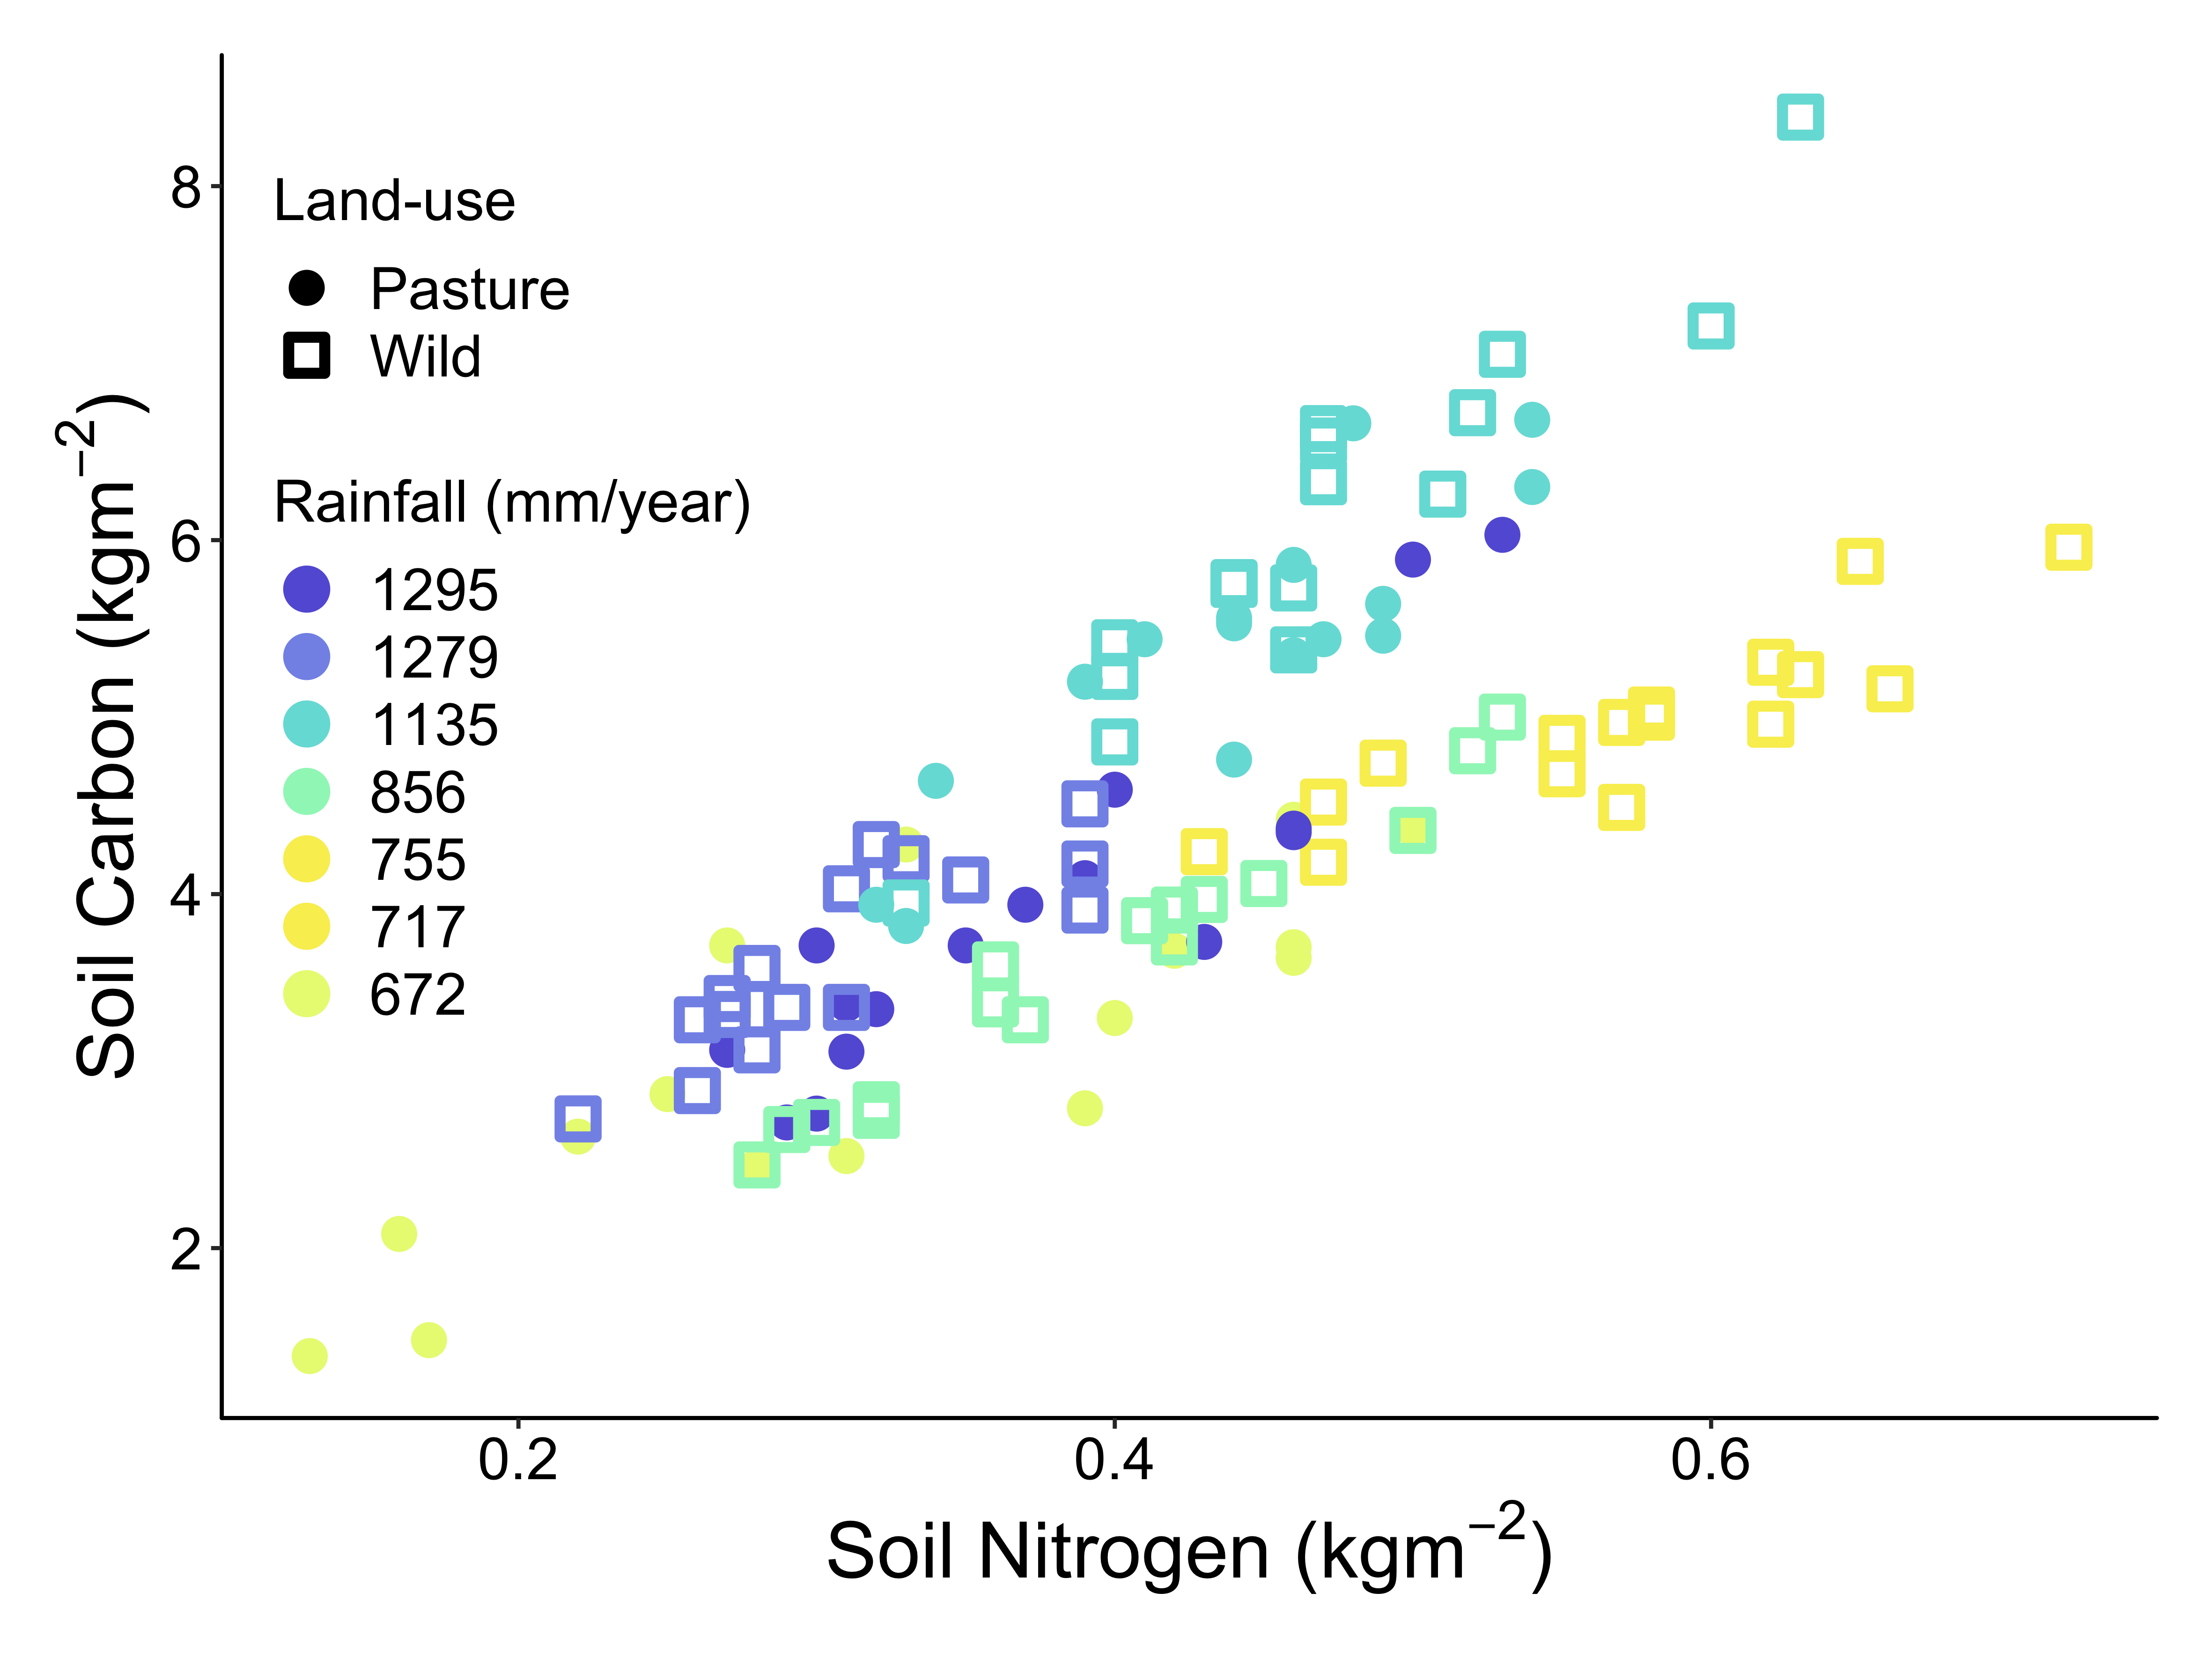 Land-use
Pasture
Wild
Rainfall (mm/year)
1295
1279
1135
856
755
717
672
8
6
4
2
Soil Carbon (kgm⁻²)
0.2 0.4 0.6
Soil Nitrogen (kgm⁻²)